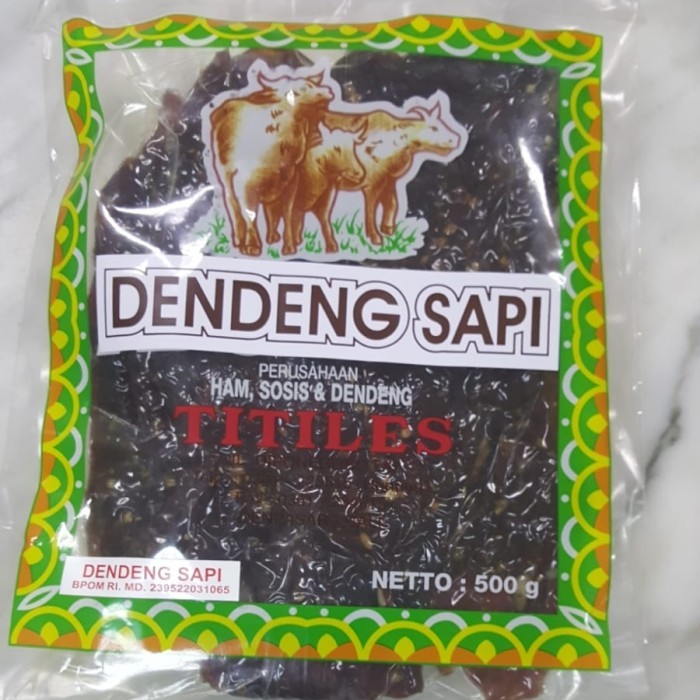 DENDENG SAPI
PERUSAHAAN
HAM, SOSIS & DENDENG
TITILES
DENDENG SAPI
BPOM RI. MD. 239522031065
NETTO : 500 g